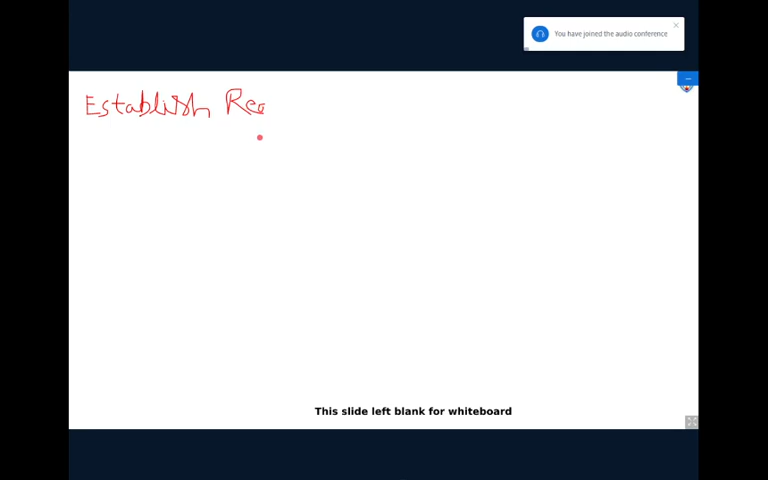 You have joined the audio conference
Establish Rec
This slide left blank for whiteboard